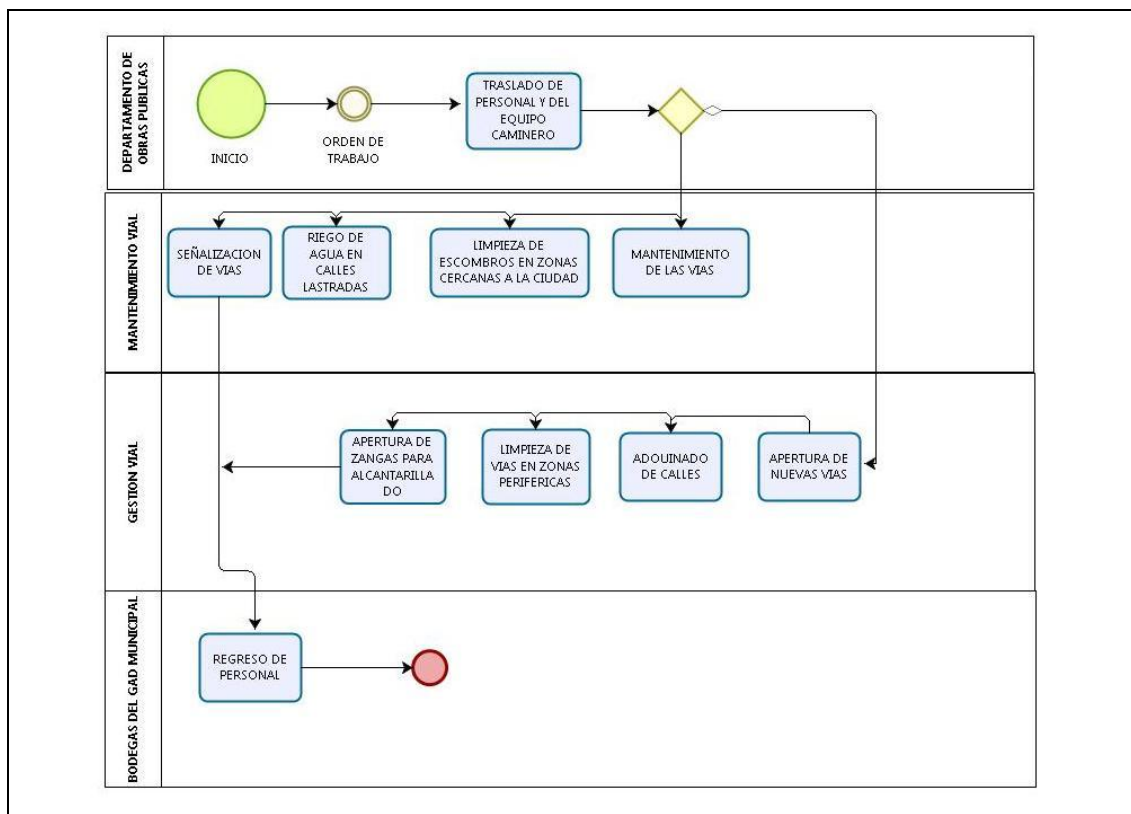 DEPARTAMENTO DE
OBRAS PUBLICAS
INICIO
ORDEN DE
TRABAJO
TRASLADO DE
PERSONAL Y DEL
EQUIPO
CAMINERO
MANTENIMIENTO VIAL
SEÑALIZACION
DE VIAS
RIEGO DE
AGUA EN
CALLES
LASTRADAS
LIMPIEZA DE
ESCOMBROS EN ZONAS
CERCANAS A LA CIUDAD
MANTENIMIENTO
DE LAS VIAS
GESTION VIAL
APERTURA DE
ZANGAS PARA
ALCANTARILLA
DO
LIMPIEZA DE
VIAS EN ZONAS
PERIFERICAS
ADOUINADO
DE CALLES
APERTURA DE
NUEVAS VIAS
BODEGAS DEL GAD MUNICIPAL
REGRESO DE
PERSONAL